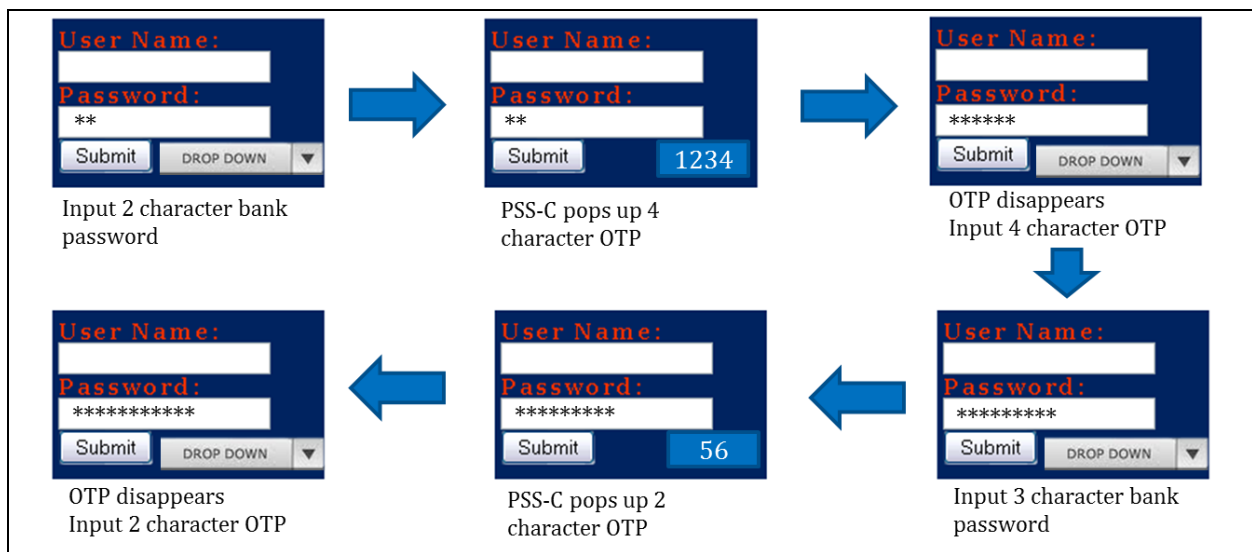 User Name:
Password:
**
Submit DROP DOWN
Input 2 character bank
password
User Name:
Password:
**
Submit 1234
PSS-C pops up 4
character OTP
User Name:
Password:
******
Submit DROP DOWN
OTP disappears
Input 4 character OTP
User Name:
Password:
*********
Submit DROP DOWN
Input 3 character bank
password
User Name:
Password:
*********
Submit 56
PSS-C pops up 2
character OTP
User Name:
Password:
***********
Submit DROP DOWN
OTP disappears
Input 2 character OTP